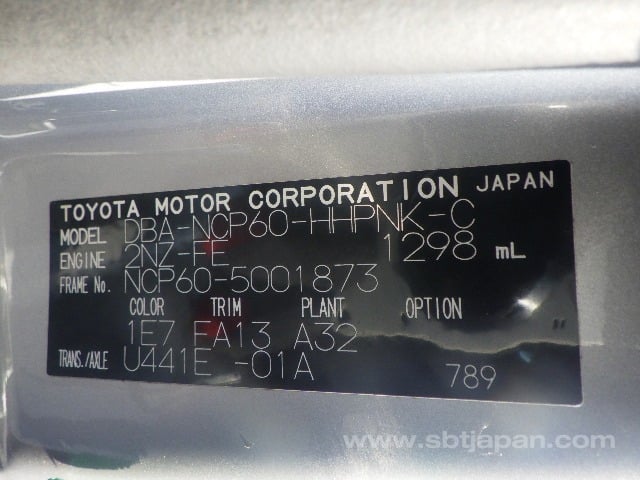 TOYOTA MOTOR CORPORATION JAPAN
MODEL DBA-NCP60-HHPNK-C
ENGINE 2NZ-FE 1298 mL
FRAME No. NCP60-5001873
COLOR TRIM PLANT OPTION
1E7 FA13 A32
TRANS./AXLE U441E -01A
789
www.sbtjapan.com